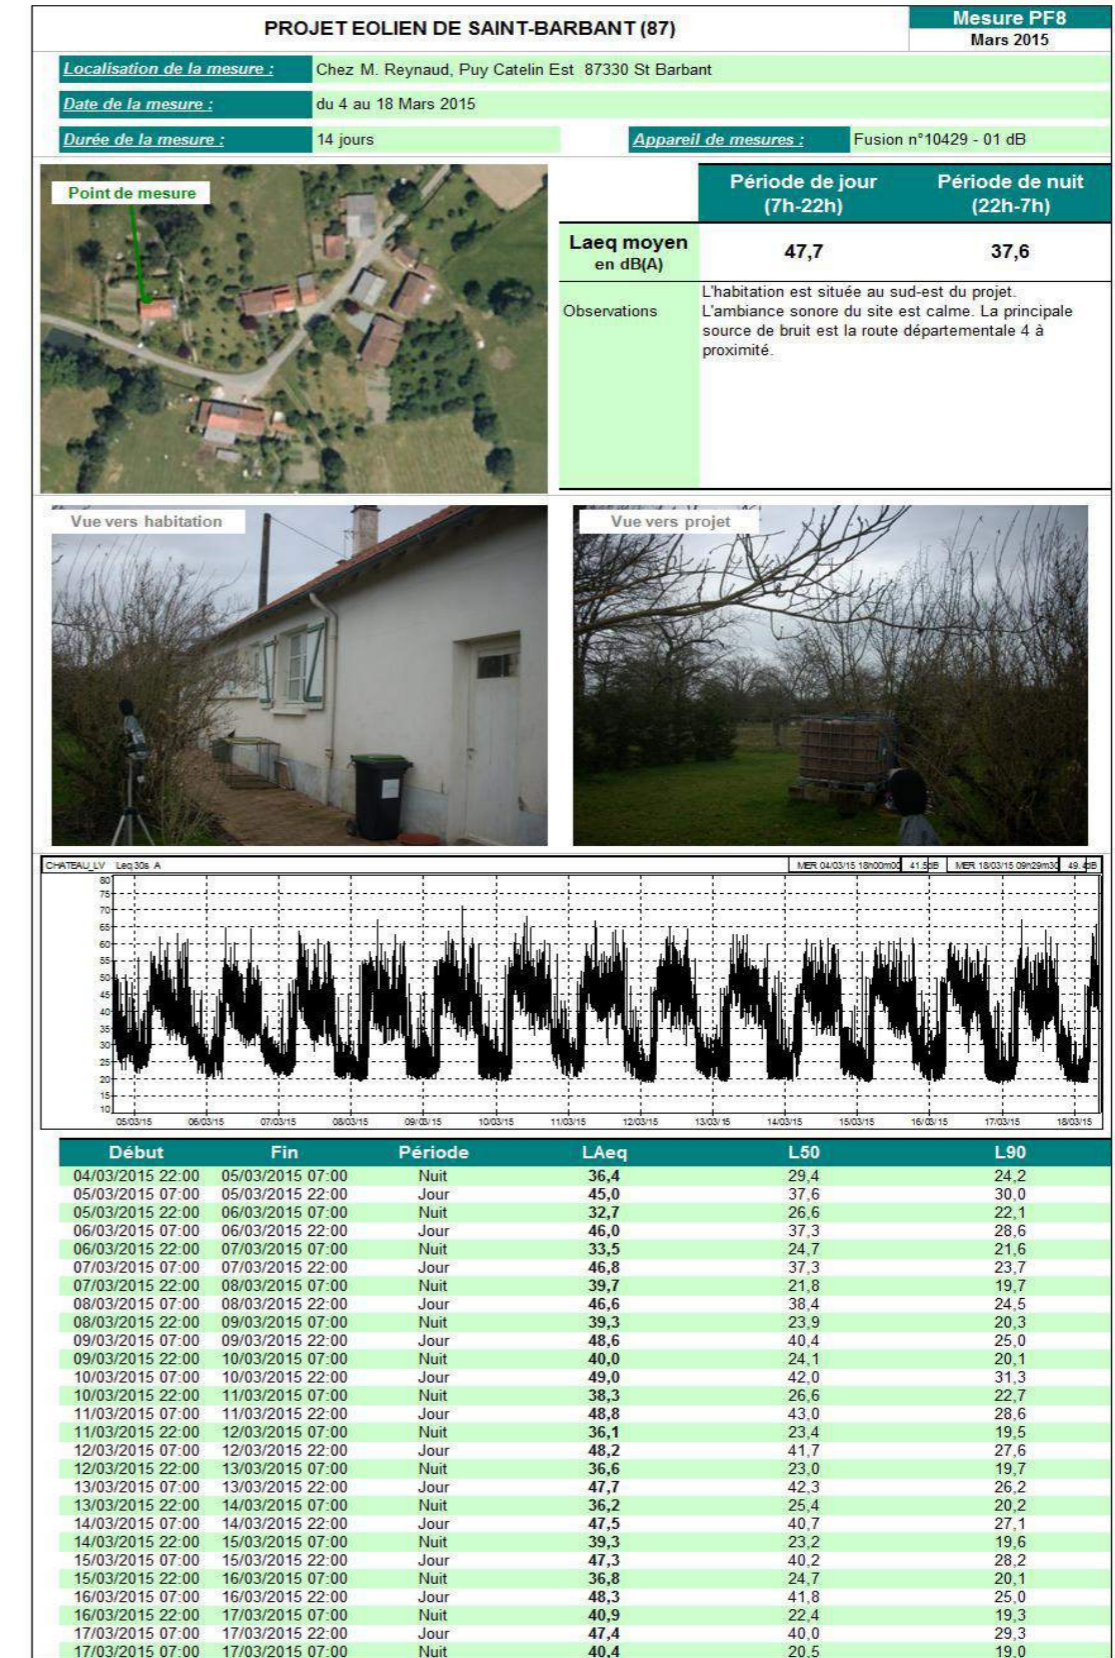 PROJET EOLIEN DE SAINT-BARBANT (87)
Mesure PF8
Mars 2015
Localisation de la mesure : Chez M. Reynaud, Puy Catelin Est 87330 St Barbant
Date de la mesure : du 4 au 18 Mars 2015
Durée de la mesure : 14 jours Appareil de mesures : Fusion n°10429 - 01 dB
Point de mesure
Période de jour Période de nuit
(7h-22h) (22h-7h)
Laeq moyen
en dB(A) 47,7 37,6
Observations
L'habitation est située au sud-est du projet.
L'ambiance sonore du site est calme. La principale
source de bruit est la route départementale 4 à
proximité.
Vue vers habitation
Vue vers projet
CHATEAU_LV Leq 30s A MER 04/03/15 18h00m00 41.5dB MER 18/03/15 09h29m30 49.4dB
80
75
70
65
60
55
50
45
40
35
30
25
20
15
10
05/03/15 06/03/15 07/03/15 08/03/15 09/03/15 10/03/15 11/03/15 12/03/15 13/03/15 14/03/15 15/03/15 16/03/15 17/03/15 18/03/15
Début Fin Période LAeq L50 L90
04/03/2015 22:00 05/03/2015 07:00 Nuit 36,4 29,4 24,2
05/03/2015 07:00 05/03/2015 22:00 Jour 45,0 37,6 30,0
05/03/2015 22:00 06/03/2015 07:00 Nuit 32,7 26,6 22,1
06/03/2015 07:00 06/03/2015 22:00 Jour 46,0 37,3 28,6
06/03/2015 22:00 07/03/2015 07:00 Nuit 33,5 24,7 21,6
07/03/2015 07:00 07/03/2015 22:00 Jour 46,8 37,3 23,7
07/03/2015 22:00 08/03/2015 07:00 Nuit 39,7 21,8 19,7
08/03/2015 07:00 08/03/2015 22:00 Jour 46,6 38,4 24,5
08/03/2015 22:00 09/03/2015 07:00 Nuit 39,3 23,9 20,3
09/03/2015 07:00 09/03/2015 22:00 Jour 48,6 40,4 25,0
09/03/2015 22:00 10/03/2015 07:00 Nuit 40,0 24,1 20,1
10/03/2015 07:00 10/03/2015 22:00 Jour 49,0 42,0 31,3
10/03/2015 22:00 11/03/2015 07:00 Nuit 38,3 26,6 22,7
11/03/2015 07:00 11/03/2015 22:00 Jour 48,8 43,0 28,6
11/03/2015 22:00 12/03/2015 07:00 Nuit 36,1 23,4 19,5
12/03/2015 07:00 12/03/2015 22:00 Jour 48,2 41,7 27,6
12/03/2015 22:00 13/03/2015 07:00 Nuit 36,6 23,0 19,7
13/03/2015 07:00 13/03/2015 22:00 Jour 47,7 42,3 26,2
13/03/2015 22:00 14/03/2015 07:00 Nuit 36,2 25,4 20,2
14/03/2015 07:00 14/03/2015 22:00 Jour 47,5 40,7 27,1
14/03/2015 22:00 15/03/2015 07:00 Nuit 39,3 23,2 19,6
15/03/2015 07:00 15/03/2015 22:00 Jour 47,3 40,2 28,2
15/03/2015 22:00 16/03/2015 07:00 Nuit 36,8 24,7 20,1
16/03/2015 07:00 16/03/2015 22:00 Jour 48,3 41,8 25,0
16/03/2015 22:00 17/03/2015 07:00 Nuit 40,9 22,4 19,3
17/03/2015 07:00 17/03/2015 22:00 Jour 47,4 40,0 29,3
17/03/2015 07:00 17/03/2015 07:00 Nuit 40,4 20,5 19,0